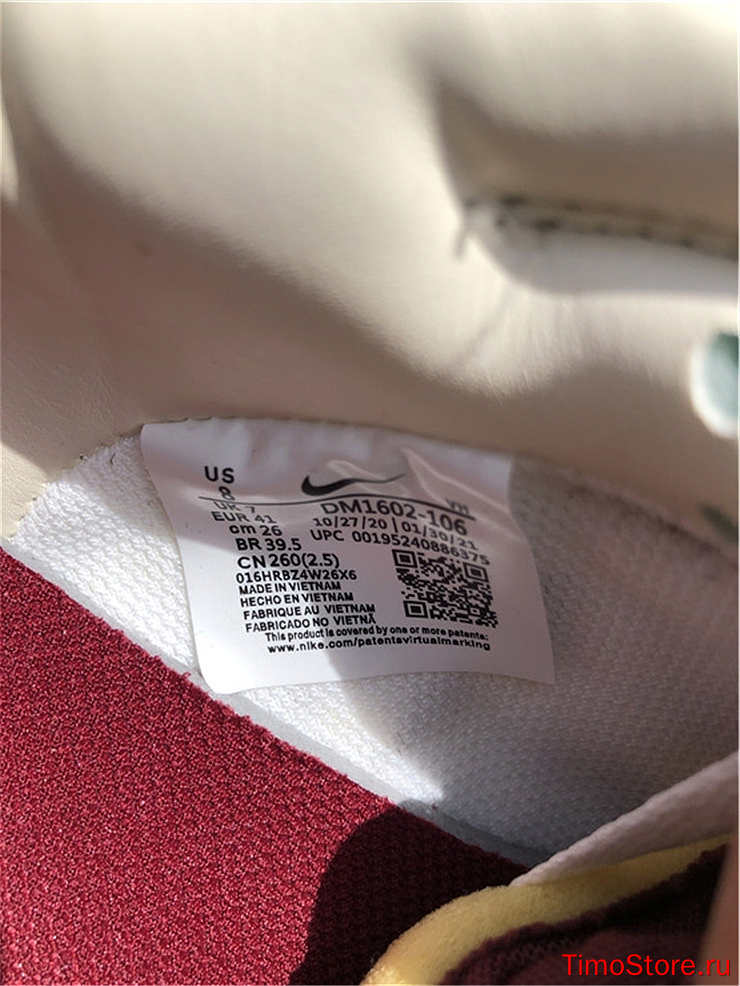 US
8
UK 7
EUR 41
cm 26
BR 39.5
CN 260(2.5)
016HRBZ4W26X6
MADE IN VIETNAM
HECHO EN VIETNAM
FABRIQUE AU VIETNAM
FABRICADO NO VIETNÃ
This product is covered by one or more patents:
www.nike.com/patentsvirtualmarking
DM1602-106
10/27/20 | 01/30/21
UPC 00195240886375
TimoStore.ru